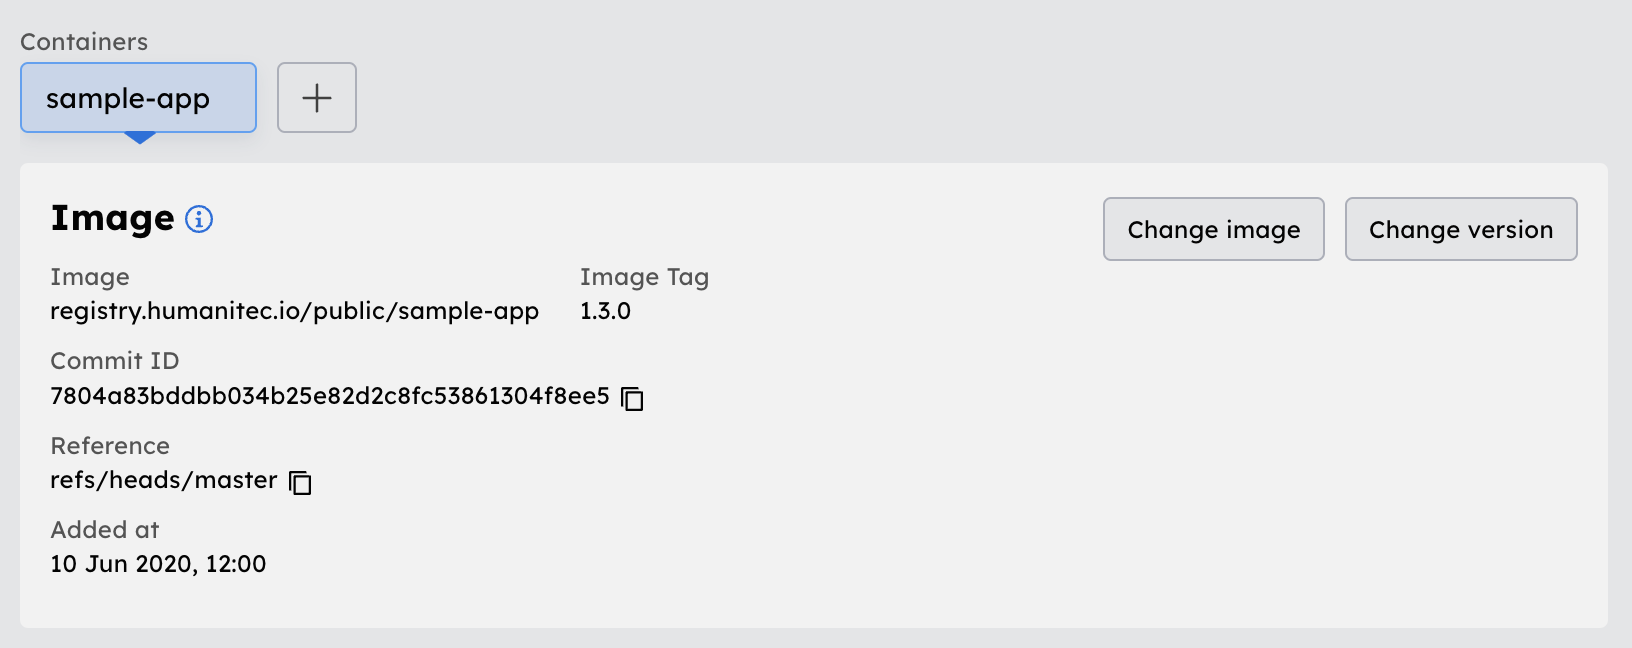 Containers
sample-app
Image
Change image
Change version
Image
Image Tag
registry.humanitec.io/public/sample-app
1.3.0
Commit ID
7804a83bddbb034b25e82d2c8fc53861304f8ee5
Reference
refs/heads/master
Added at
10 Jun 2020, 12:00